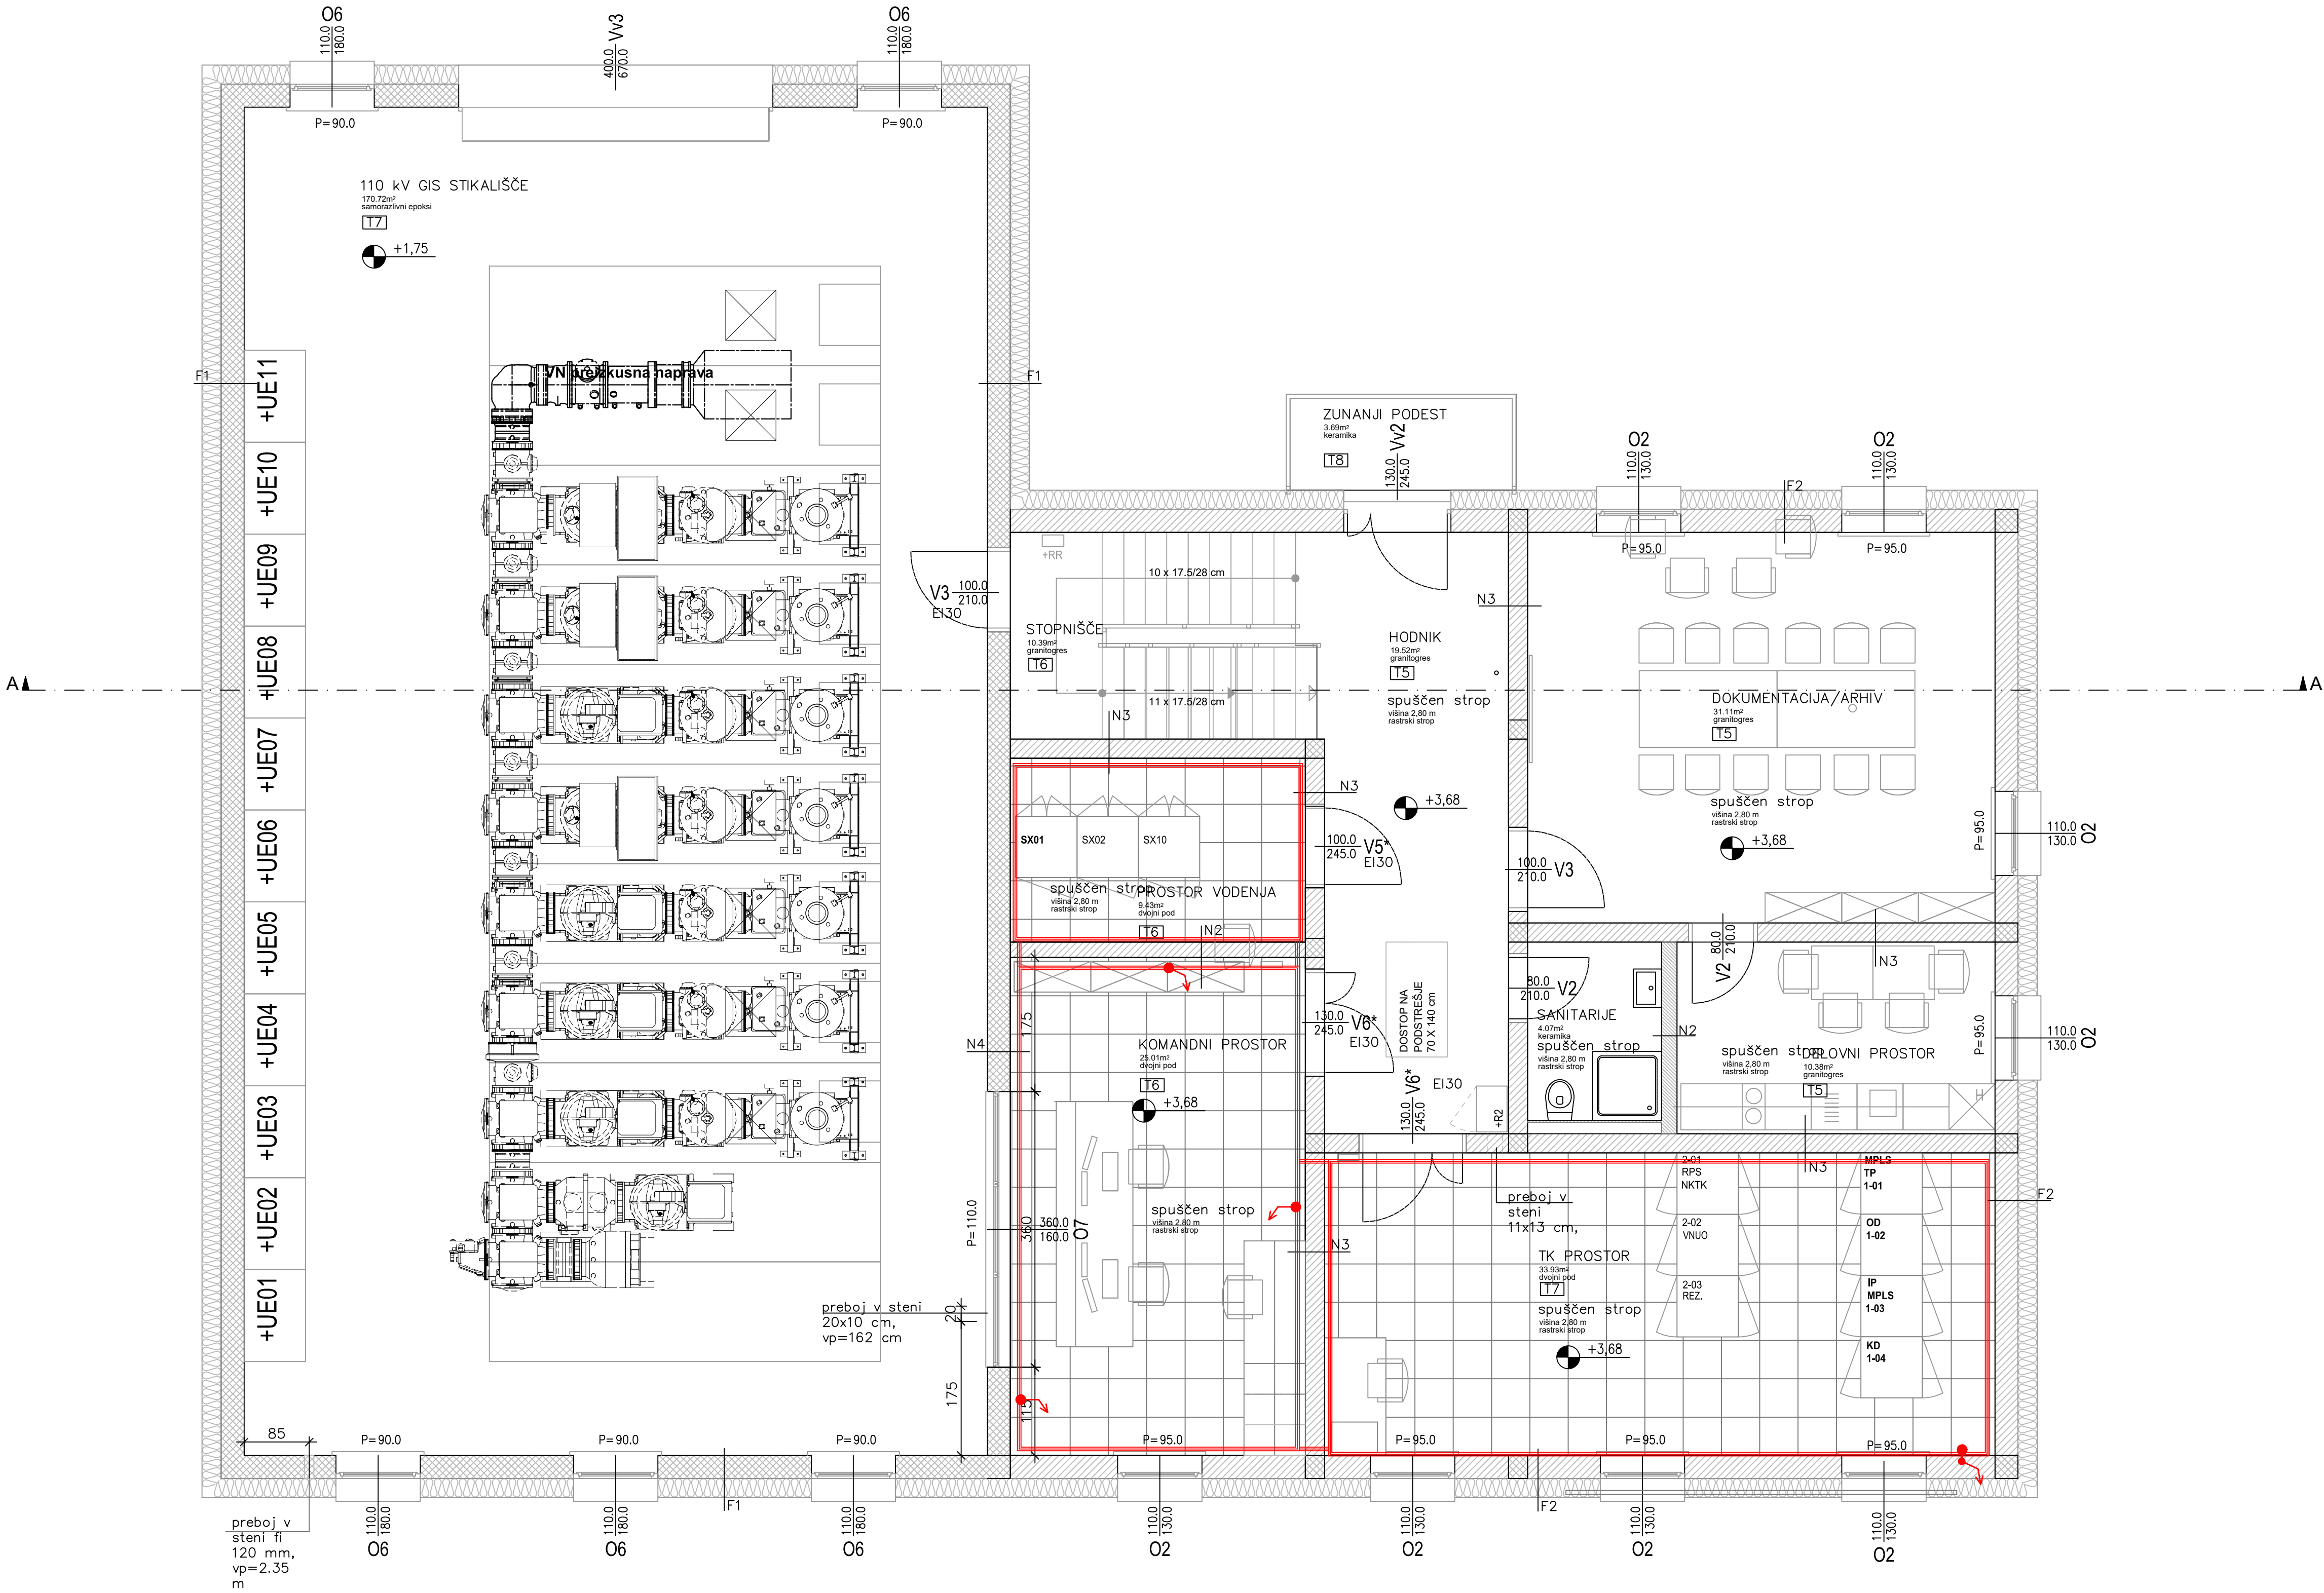 O6
110.0
180.0
400.0
670.0
Vv3
O6
110.0
180.0
P=90.0
P=90.0
110 kV GIS STIKALIŠČE
170.72m²
samorazlivni epoksi
T7
+1,75
F1
F1
VN preizkusna naprava
+UE11
+UE10
+UE09
+UE08
+UE07
+UE06
+UE05
+UE04
+UE03
+UE02
+UE01
A
A
ZUNANJI PODEST
3.69m²
keramika
T8
130.0
245.0
Vv2
O2
110.0
130.0
O2
110.0
130.0
F2
P=95.0
P=95.0
+RR
10 x 17.5/28 cm
V3
100.0
210.0
EI30
STOPNIŠČE
10.39m²
granitogres
T6
11 x 17.5/28 cm
N3
N3
HODNIK
19.52m²
granitogres
T5
spuščen strop
višina 2,80 m
rastrski strop
+3,68
DOKUMENTACIJA/ARHIV
31.11m²
granitogres
T5
spuščen strop
višina 2,80 m
rastrski strop
+3,68
P=95.0
110.0
130.0
O2
N3
SX01
SX02
SX10
100.0
245.0
V5*
EI30
100.0
210.0
V3
spuščen strop
višina 2,80 m
rastrski strop
PROSTOR VODENJA
9.43m²
dvojni pod
T6
N2
80.0
210.0
V2
N3
80.0
210.0
V2
130.0
245.0
V6*
EI30
DOSTOP NA
PODSTREŠJE
70 X 140 cm
SANITARIJE
4.07m²
keramika
spuščen strop
višina 2,80 m
rastrski strop
N2
spuščen strop
višina 2,80 m
rastrski strop
DELOVNI PROSTOR
10.38m²
granitogres
T5
P=95.0
110.0
130.0
O2
H
N4
175
KOMANDNI PROSTOR
25.01m²
dvojni pod
T6
+3,68
130.0
245.0
V6*
EI30
+R2
N3
P=110.0
360
360.0
160.0
O7
spuščen strop
višina 2,80 m
rastrski strop
N3
preboj v
steni
11x13 cm,
2-01
RPS
NKTK
2-02
VNUO
2-03
REZ.
MPLS
TP
1-01
OD
1-02
IP
MPLS
1-03
KD
1-04
F2
TK PROSTOR
33.93m²
dvojni pod
T7
spuščen strop
višina 2,80 m
rastrski strop
+3,68
preboj v steni
20x10 cm,
vp=162 cm
20
175
115
85
P=90.0
P=90.0
P=90.0
P=95.0
P=95.0
P=95.0
P=95.0
F1
F2
preboj v
steni fi
120 mm,
vp=2.35
m
110.0
180.0
O6
110.0
180.0
O6
110.0
180.0
O6
110.0
130.0
O2
110.0
130.0
O2
110.0
130.0
O2
110.0
130.0
O2